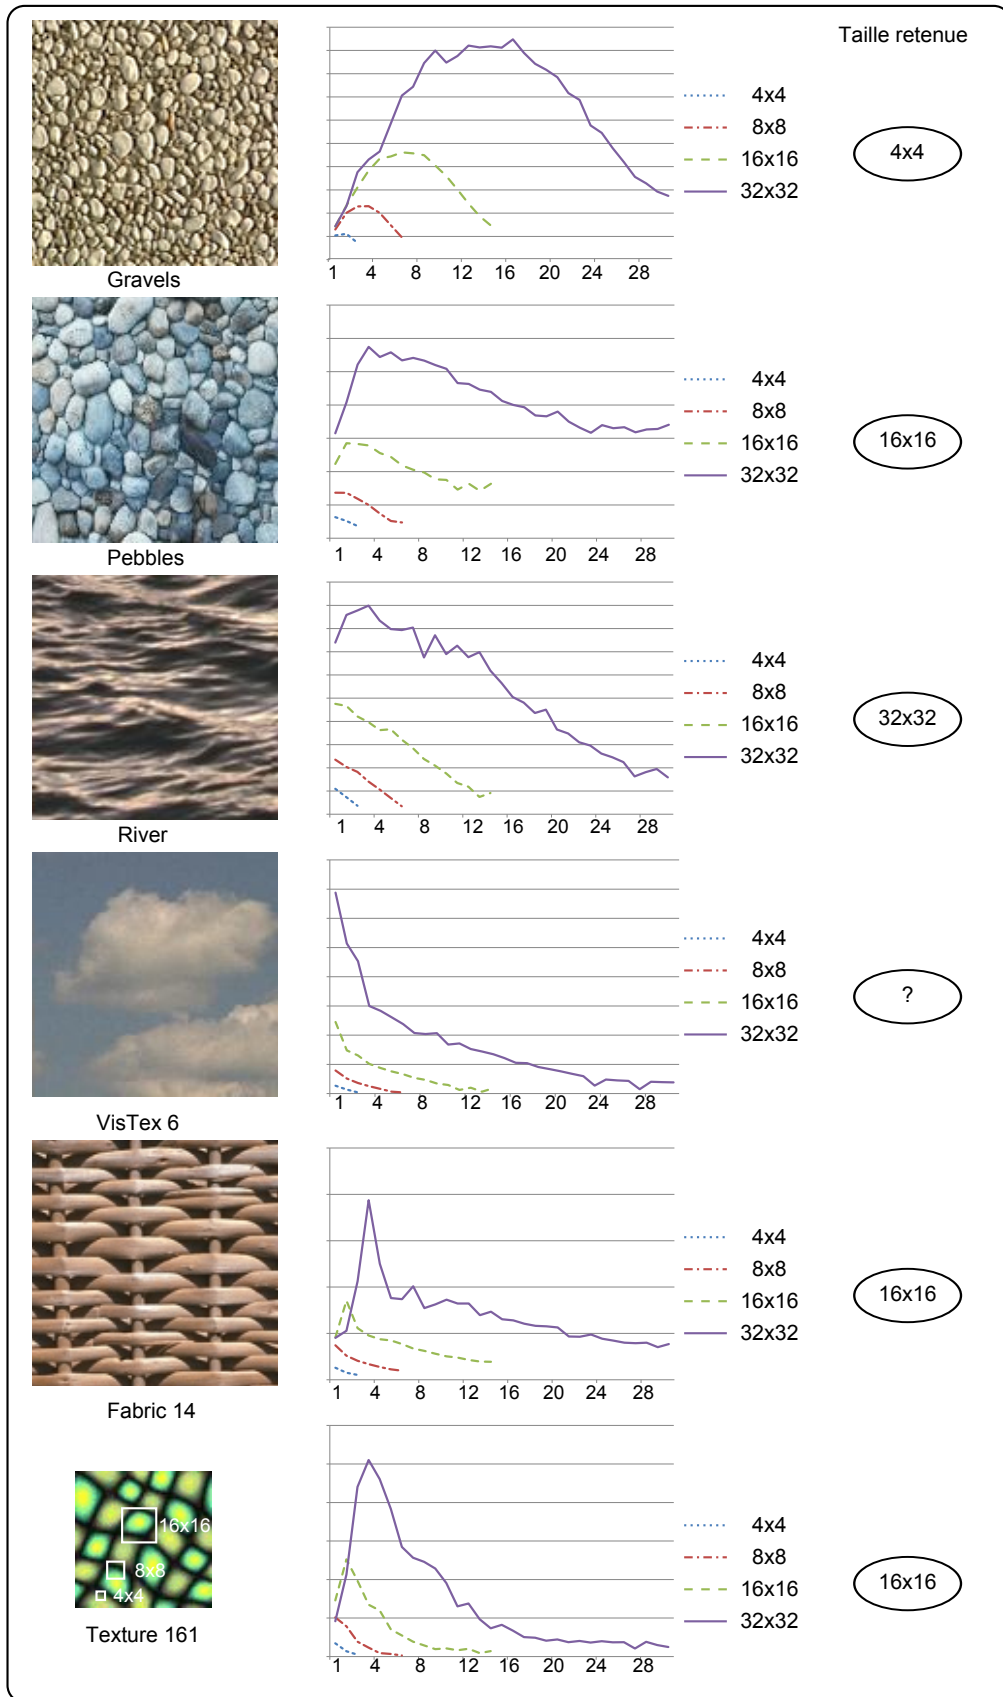 Taille retenue
4x4
8x8
16x16
32x32
4x4
1 4 8 12 16 20 24 28
Gravels
4x4
8x8
16x16
32x32
16x16
1 4 8 12 16 20 24 28
Pebbles
4x4
8x8
16x16
32x32
32x32
1 4 8 12 16 20 24 28
River
4x4
8x8
16x16
32x32
?
1 4 8 12 16 20 24 28
VisTex 6
4x4
8x8
16x16
32x32
16x16
1 4 8 12 16 20 24 28
Fabric 14
16x16
8x8
4x4
4x4
8x8
16x16
32x32
16x16
1 4 8 12 16 20 24 28
Texture 161